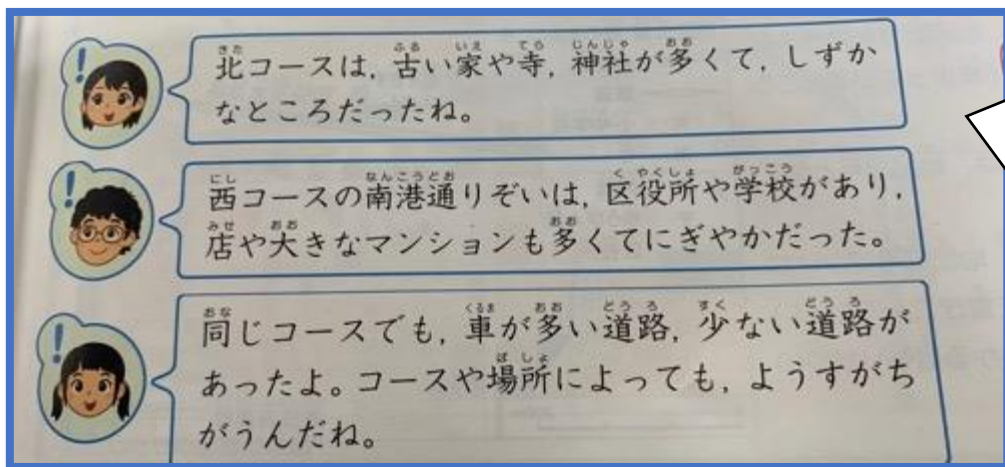 北コースは，古い家や寺，神社が多くて，しずか
なところだったね。
西コースの南港通りぞいは，区役所や学校があり，
店や大きなマンションも多くてにぎやかだった。
同じコースでも，車が多い道路，少ない道路が
あったよ。コースや場所によっても，ようすがち
がうんだね。